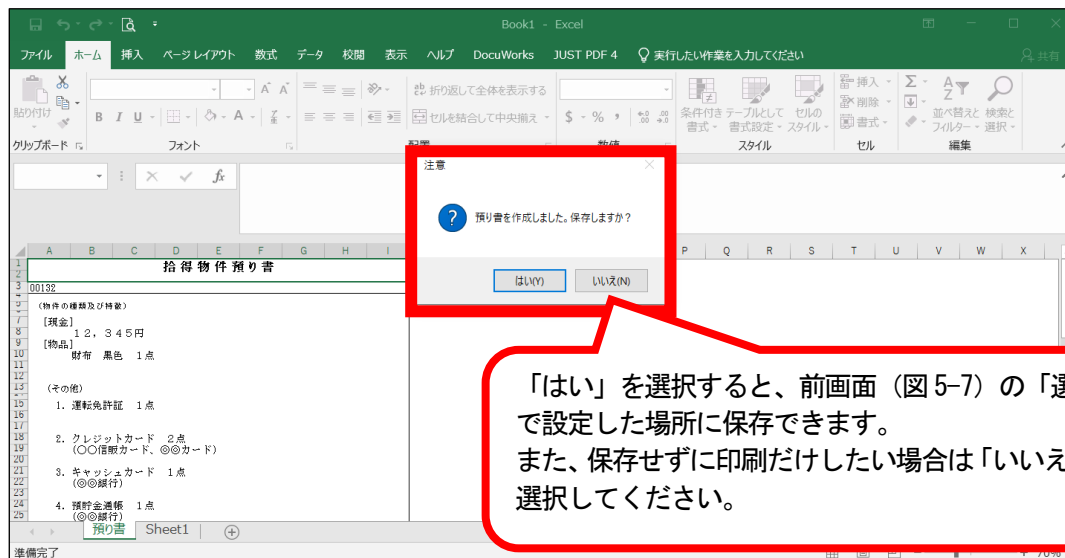 Book1 - Excel
ファイル ホーム 挿入 ページ レイアウト 数式 データ 校閲 表示 ヘルプ DocuWorks JUST PDF 4 実行したい作業を入力してください 共有
貼り付け
B I U A
折り返して全体を表示する
セルを結合して中央揃え
$ % ,
条件付き書式 テーブルとして書式設定 セルのスタイル
挿入
削除
書式
並べ替えと フィルター 検索と 選択
クリップボード フォント 配置 数値 スタイル セル 編集
fx
注意
預り書を作成しました。保存しますか?
はい(Y) いいえ(N)
A B C D E F G H I P Q R S T U V W X
拾得物件預り書
00132
(物件の種類及び特徴)
[現金]
12,345円
[物品]
財布 黒色 1点
(その他)
1. 運転免許証 1点
2. クレジットカード 2点
(〇〇信販カード、◎◎カード)
3. キャッシュカード 1点
(◎◎銀行)
4. 預貯金通帳 1点
(◎◎銀行)
「はい」を選択すると、前画面(図5-7)の「選
で設定した場所に保存できます。
また、保存せずに印刷だけしたい場合は「いいえ
選択してください。
預り書 Sheet1
準備完了
70%